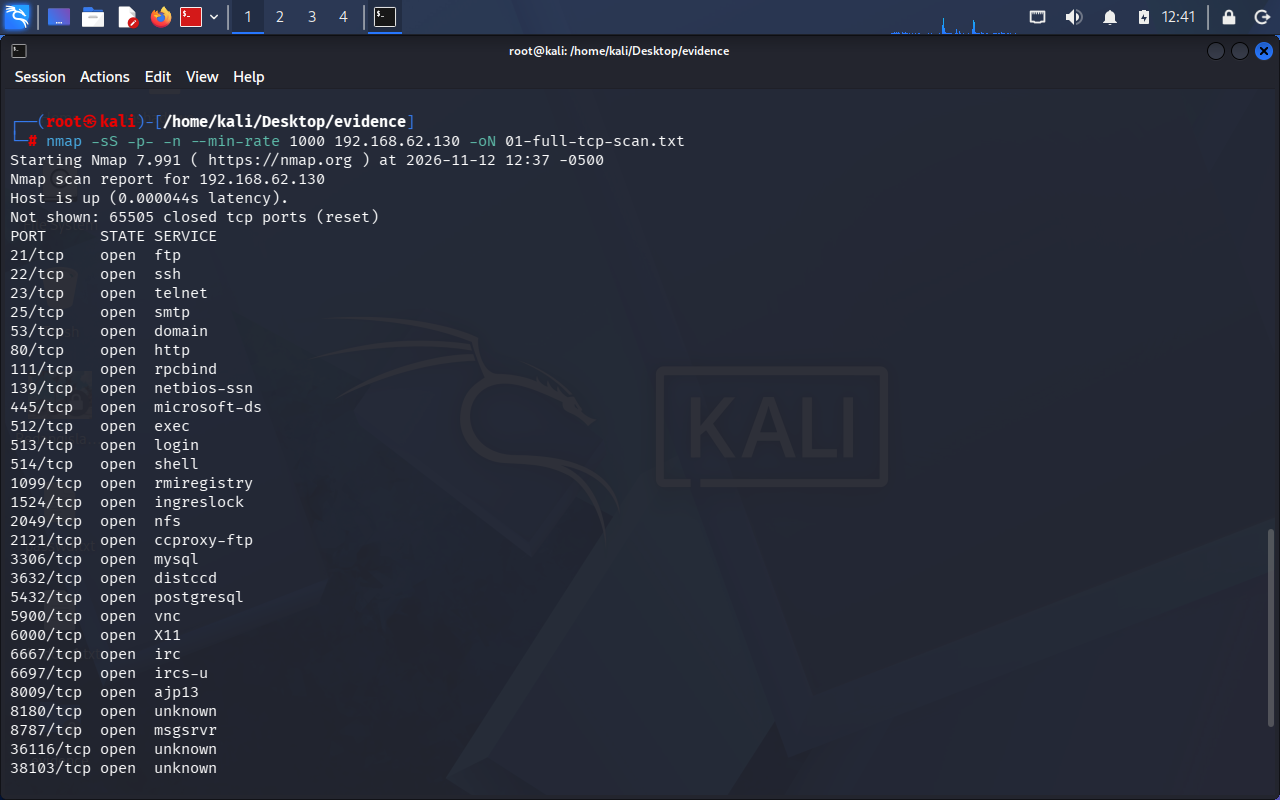 1 2 3 4 12:41
root@kali: /home/kali/Desktop/evidence
Session Actions Edit View Help
┌──(root㉿kali)-[/home/kali/Desktop/evidence]
└─# nmap -sS -p- -n --min-rate 1000 192.168.62.130 -oN 01-full-tcp-scan.txt
Starting Nmap 7.991 ( https://nmap.org ) at 2026-11-12 12:37 -0500
Nmap scan report for 192.168.62.130
Host is up (0.000044s latency).
Not shown: 65505 closed tcp ports (reset)
PORT      STATE SERVICE
21/tcp    open  ftp
22/tcp    open  ssh
23/tcp    open  telnet
25/tcp    open  smtp
53/tcp    open  domain
80/tcp    open  http
111/tcp   open  rpcbind
139/tcp   open  netbios-ssn
445/tcp   open  microsoft-ds
512/tcp   open  exec
513/tcp   open  login
514/tcp   open  shell
1099/tcp  open  rmiregistry
1524/tcp  open  ingreslock
2049/tcp  open  nfs
2121/tcp  open  ccproxy-ftp
3306/tcp  open  mysql
3632/tcp  open  distccd
5432/tcp  open  postgresql
5900/tcp  open  vnc
6000/tcp  open  X11
6667/tcp  open  irc
6697/tcp  open  ircs-u
8009/tcp  open  ajp13
8180/tcp  open  unknown
8787/tcp  open  msgsrvr
36116/tcp open  unknown
38103/tcp open  unknown
KALI